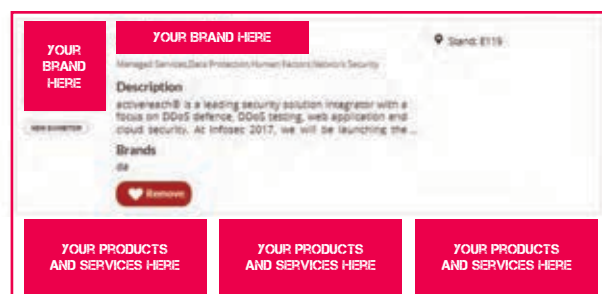 YOUR
BRAND
HERE
YOUR BRAND HERE
Stand: E119
Managed Services,Data Protection,Human Factors,Network Security
Description
activereach® is a leading security solution integrator with a
focus on DDoS defence, DDoS testing, web application and
cloud security. At Infosec 2017, we will be launching the ...
NEW EXHIBITOR
Brands
da
Remove
YOUR PRODUCTS
AND SERVICES HERE
YOUR PRODUCTS
AND SERVICES HERE
YOUR PRODUCTS
AND SERVICES HERE